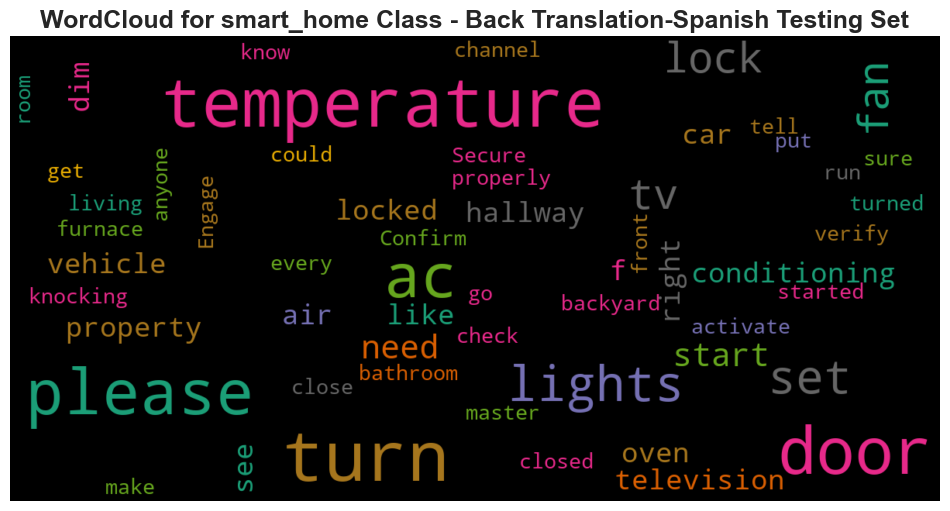 WordCloud for smart_home Class - Back Translation-Spanish Testing Set
know
channel
lock
room
dim
temperature
fan
car
tell
put
get
anyone
could
Secure
properly
sure
run
living
Engage
locked
hallway
tv
turned
furnace
Confirm
front
verify
vehicle
every
ac
f
right
conditioning
knocking
go
backyard
started
property
air
like
check
activate
need
start
please
close
bathroom
lights
set
master
see
turn
closed
oven
door
make
television